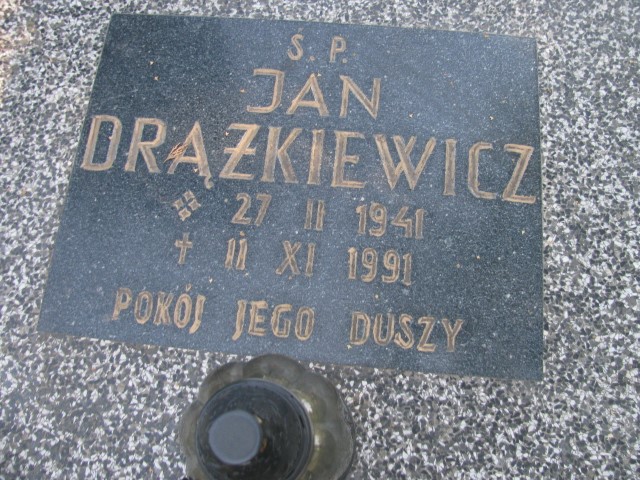 Ś. P.
JAN
DRĄŻKIEWICZ
27 II 1941
✝ 11 XI 1991
POKÓJ JEGO DUSZY